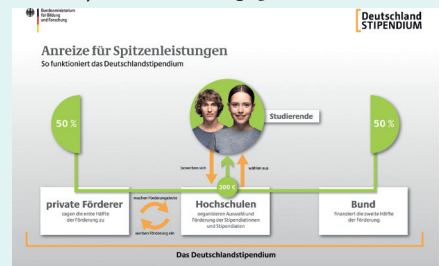 Bundesministerium
für Bildung
und Forschung
Deutschland
STIPENDIUM
Anreize für Spitzenleistungen
So funktioniert das Deutschlandstipendium
50 %
50 %
Studierende
bewerben sich
wählen aus
300 €
private Förderer
sagen die erste Hälfte
der Förderung zu
machen Förderangebote
werben Förderung ein
Hochschulen
organisieren Auswahl und
Förderung der Stipendiatinnen
und Stipendiaten
Bund
finanziert die zweite Hälfte
der Förderung
Das Deutschlandstipendium